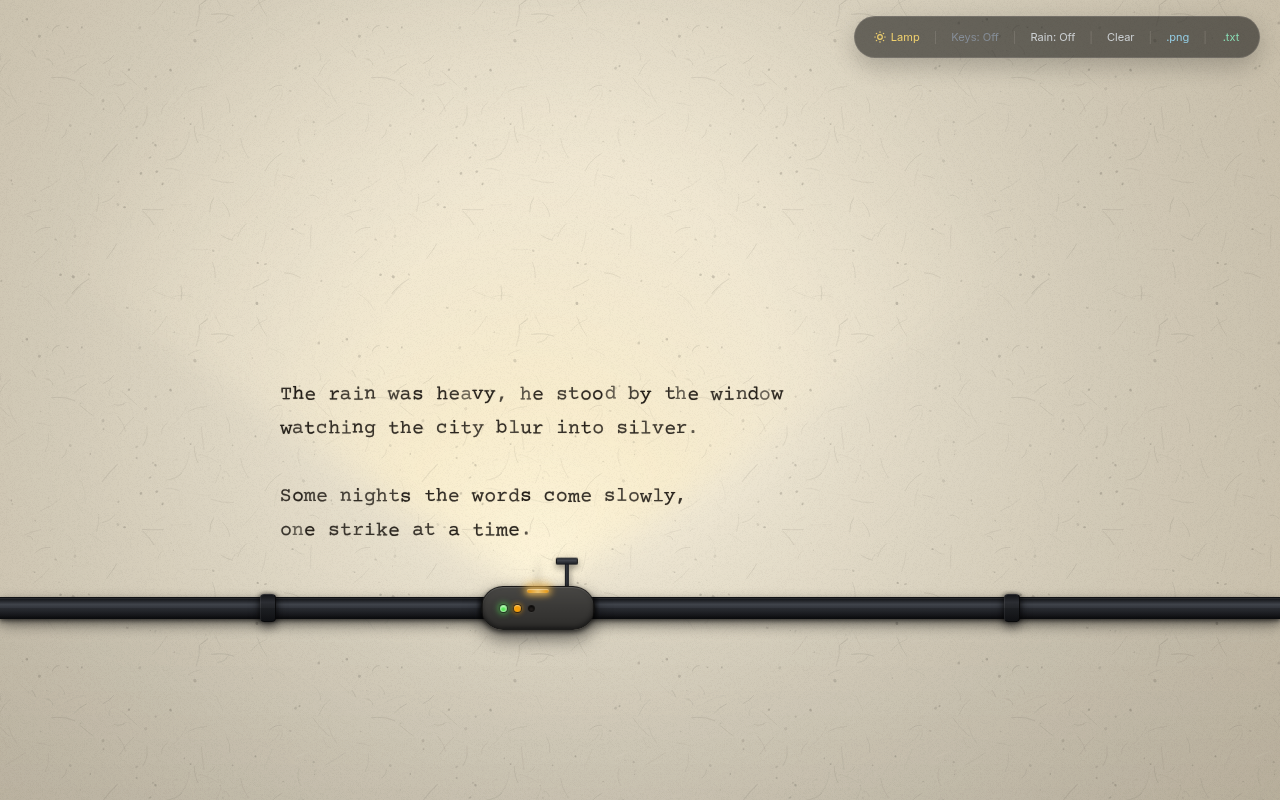 Lamp
Keys: Off
Rain: Off
Clear
.png
.txt
The rain was heavy, he stood by the window
watching the city blur into silver.
Some nights the words come slowly,
one strike at a time.